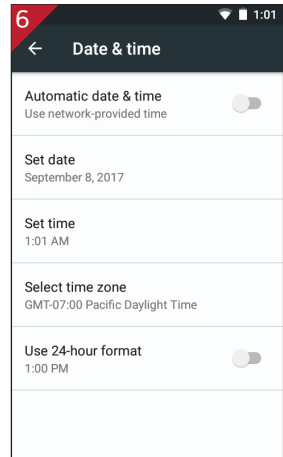 6
1:01
Date & time
Automatic date & time
Use network-provided time
Set date
September 8, 2017
Set time
1:01 AM
Select time zone
GMT-07:00 Pacific Daylight Time
Use 24-hour format
1:00 PM